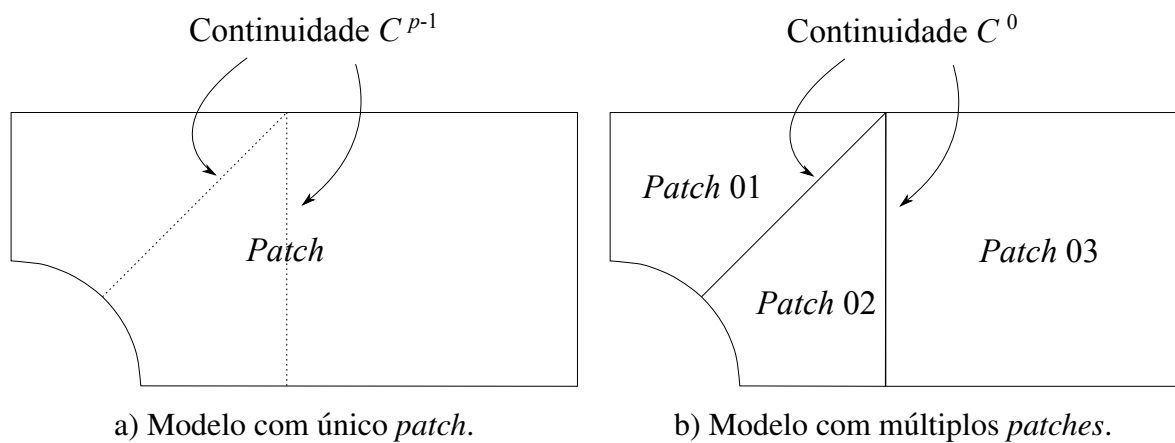 Continuidade C^{p-1}
Patch
a) Modelo com único patch.
Continuidade C^0
Patch 01
Patch 02
Patch 03
b) Modelo com múltiplos patches.